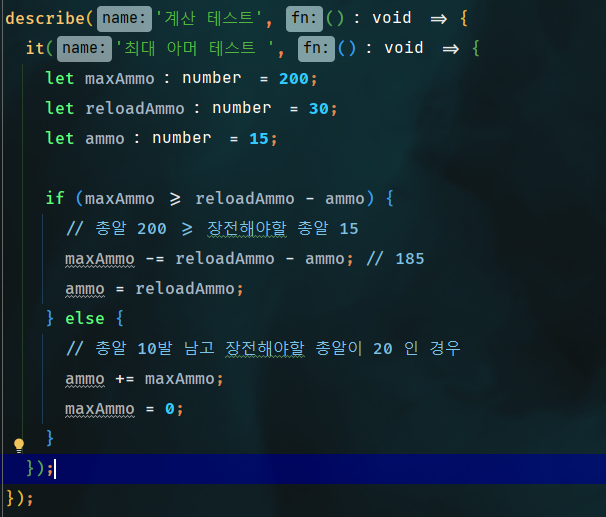 describe( name: '계산 테스트', fn: () : void => {
it( name: '최대 아머 테스트 ', fn: () : void => {
let maxAmmo : number = 200;
let reloadAmmo : number = 30;
let ammo : number = 15;
if (maxAmmo >= reloadAmmo - ammo) {
// 총알 200 >= 장전해야할 총알 15
maxAmmo -= reloadAmmo - ammo; // 185
ammo = reloadAmmo;
} else {
// 총알 10발 남고 장전해야할 총알이 20 인 경우
ammo += maxAmmo;
maxAmmo = 0;
}
});
});